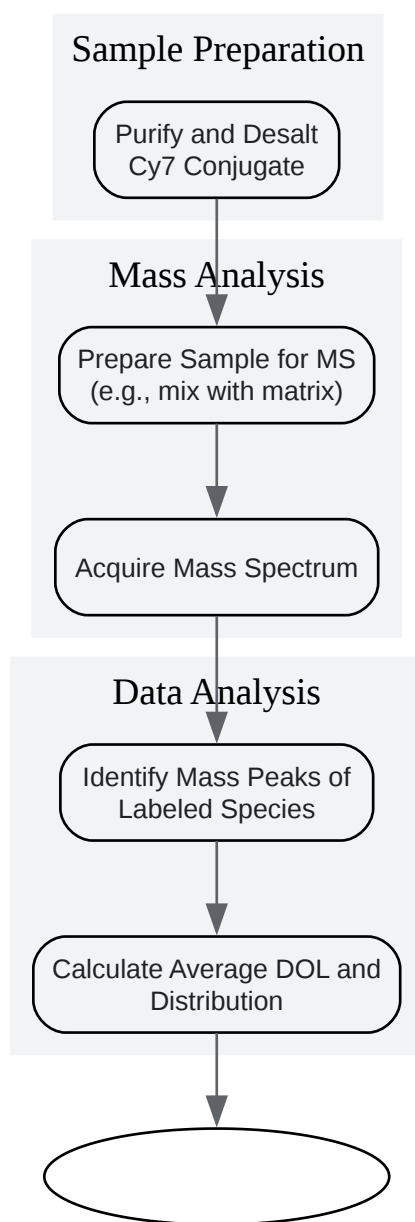 Sample Preparation
Purify and Desalt
Cy7 Conjugate
Mass Analysis
Prepare Sample for MS
(e.g., mix with matrix)
Acquire Mass Spectrum
Data Analysis
Identify Mass Peaks of
Labeled Species
Calculate Average DOL and
Distribution